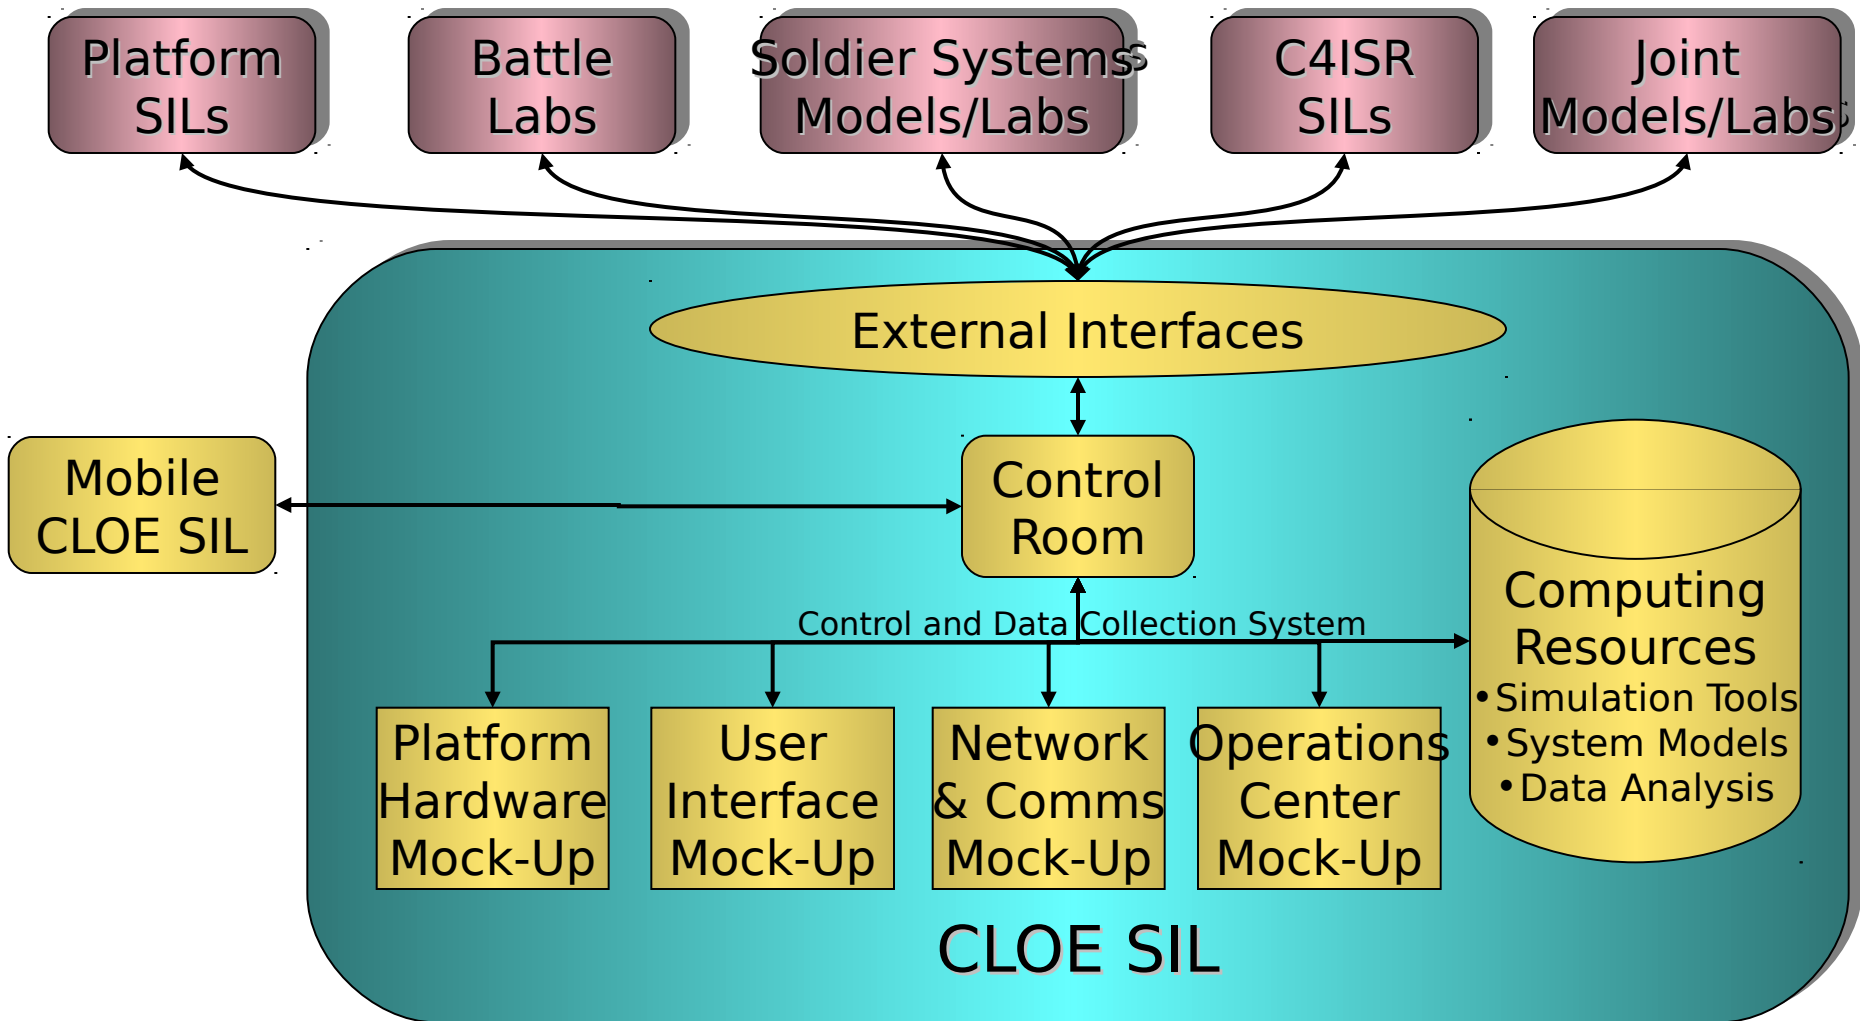 Platform
SILs
Battle
Labs
Soldier Systems
Models/Labs
C4ISR
SILs
Joint
Models/Labs
External Interfaces
Mobile
CLOE SIL
Control
Room
Control and Data Collection System
Computing
Resources
•Simulation Tools
•System Models
•Data Analysis
Platform
Hardware
Mock-Up
User
Interface
Mock-Up
Network
& Comms
Mock-Up
Operations
Center
Mock-Up
CLOE SIL